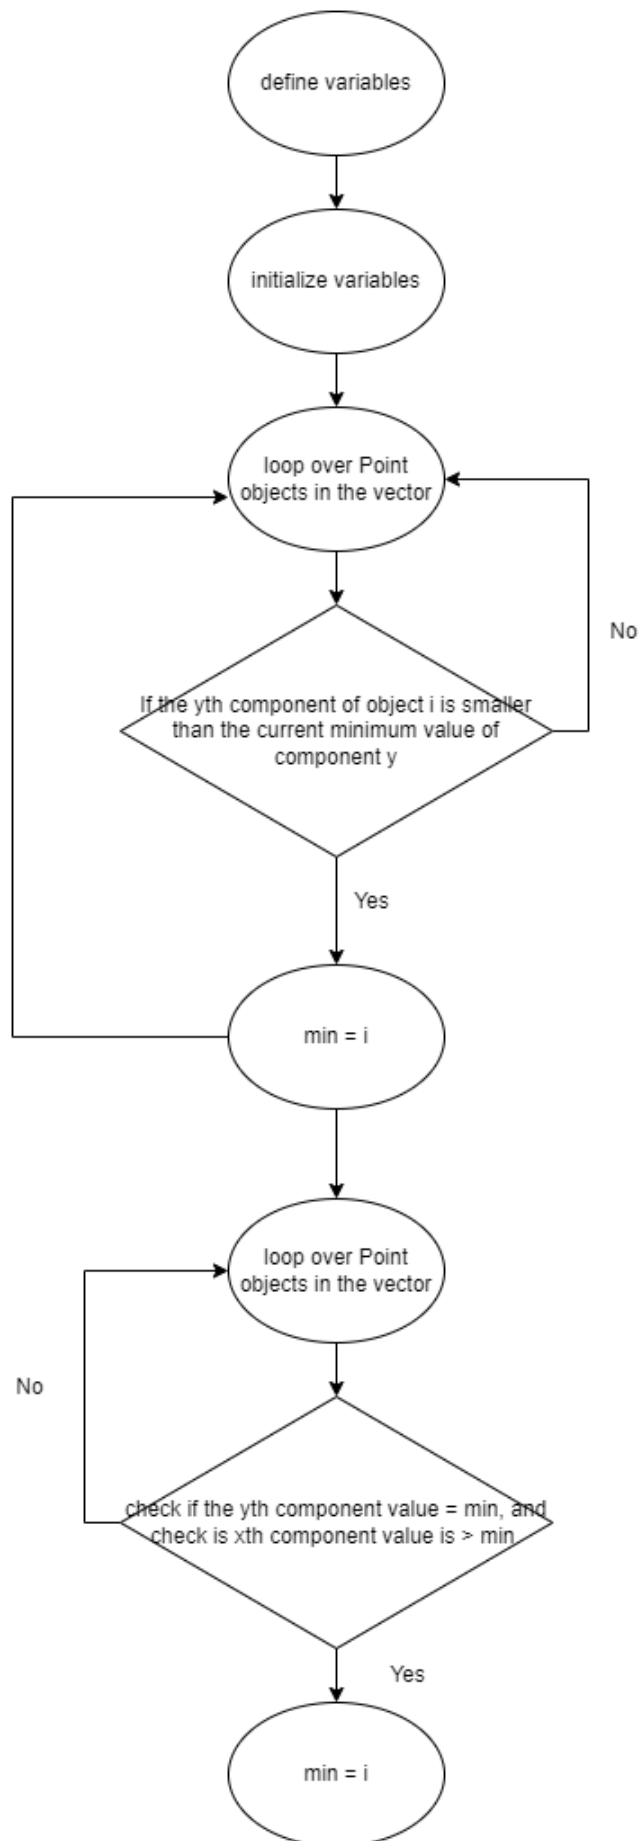 define variables
initialize variables
loop over Point
objects in the vector
No
If the yth component of object i is smaller
than the current minimum value of
component y
Yes
min = i
loop over Point
objects in the vector
No
check if the yth component value = min, and
check is xth component value is > min
Yes
min = i